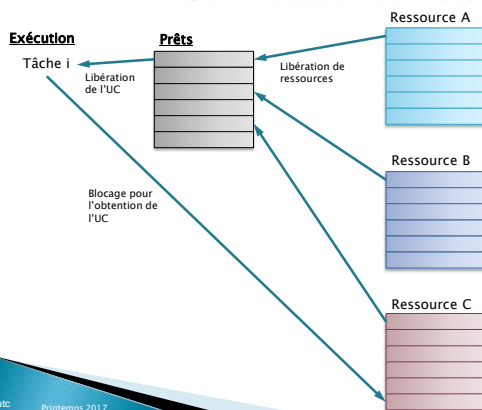 Ressource A
Exécution
Prêts
Tâche i
Libération
de l'UC
Libération de
ressources
Ressource B
Blocage pour
l'obtention de
l'UC
Ressource C
utc
Printemps 2017